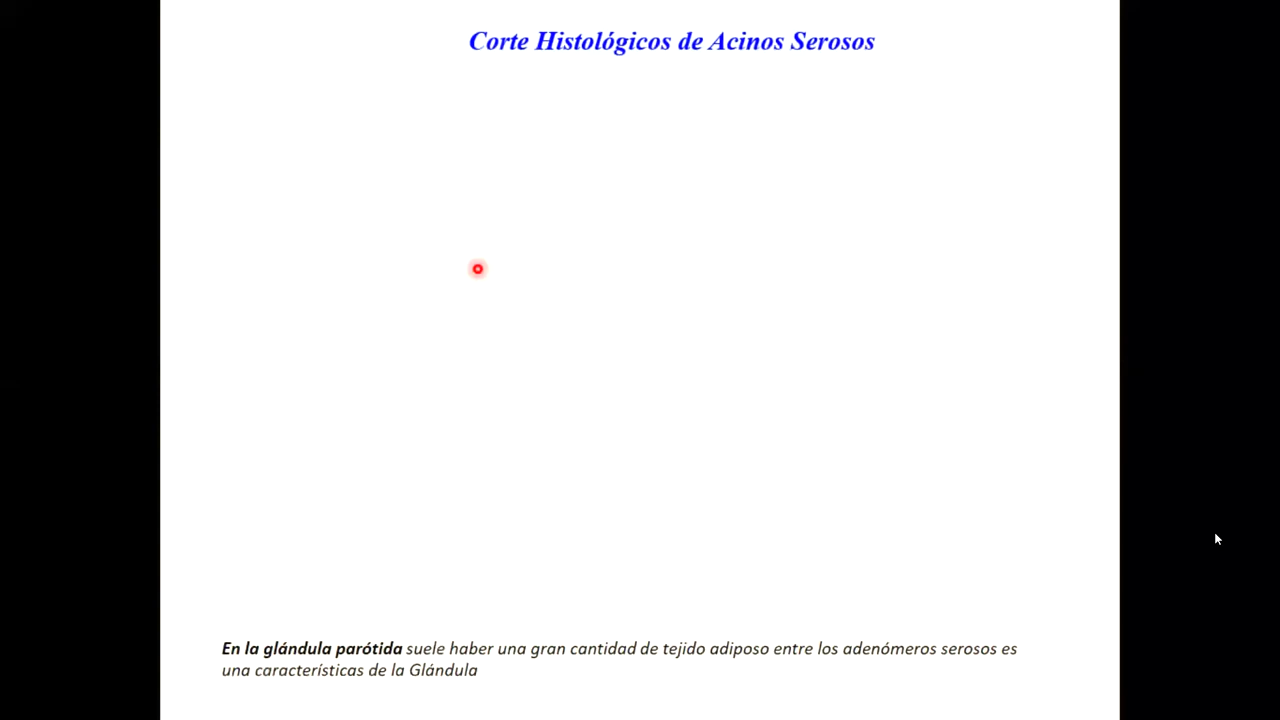 Corte Histológicos de Acinos Serosos
En la glándula parótida suele haber una gran cantidad de tejido adiposo entre los adenómeros serosos es
una características de la Glándula